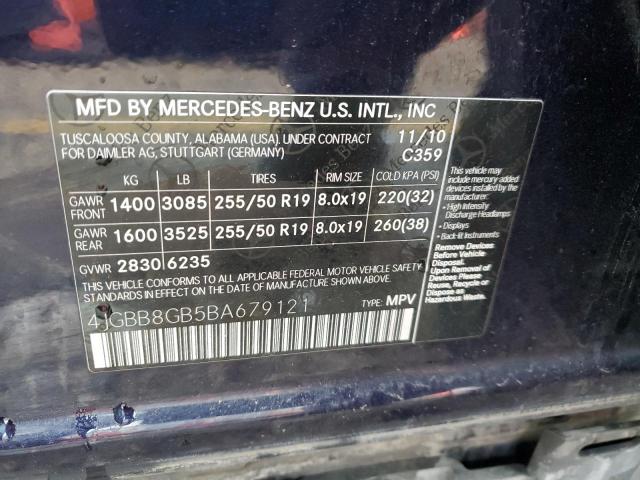 MFD BY MERCEDES-BENZ U.S. INTL., INC
TUSCALOOSA COUNTY, ALABAMA (USA). UNDER CONTRACT 11/10
FOR DAIMLER AG, STUTTGART (GERMANY) C359
KG LB TIRES RIM SIZE COLD KPA (PSI)
GAWR FRONT 1400 3085 255/50 R19 8.0x19 220(32)
GAWR REAR 1600 3525 255/50 R19 8.0x19 260(38)
GVWR 2830 6235
THIS VEHICLE CONFORMS TO ALL APPLICABLE FEDERAL MOTOR VEHICLE SAFETY
STANDARDS IN EFFECT ON THE DATE OF MANUFACTURE SHOWN ABOVE.
4JGBB8GB5BA679121 TYPE: MPV
This vehicle may
include mercury added
devices installed by the
manufacturer:
• High Intensity
Discharge Headlamps
• Displays
• Back-lit Instruments
Remove Devices
Before Vehicle
Disposal.
Upon Removal of
Devices Please
Reuse, Recycle or
Dispose as
Hazardous Waste.